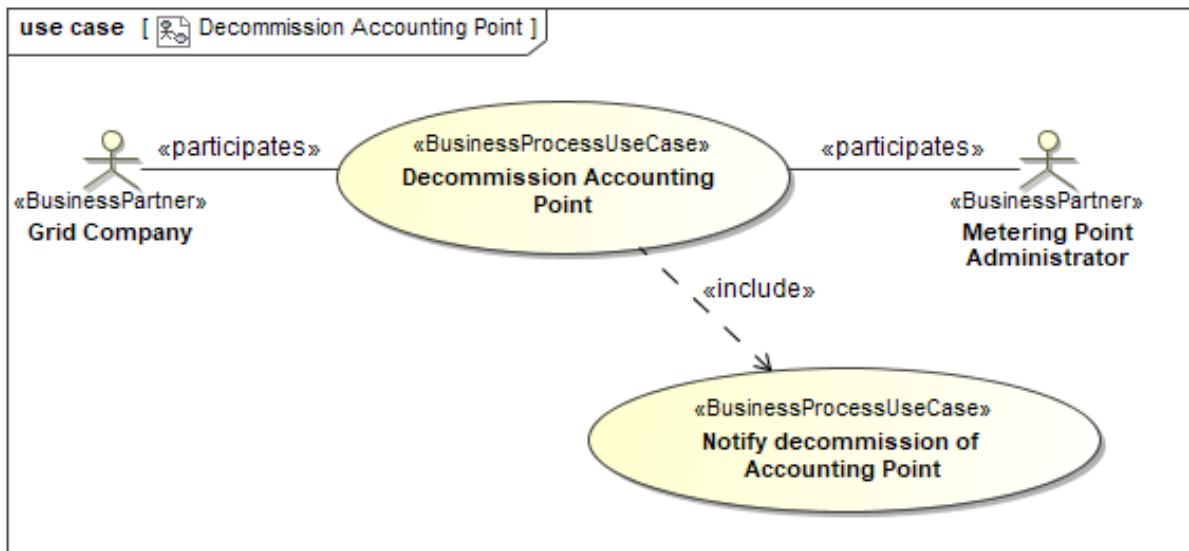 use case [ Decommission Accounting Point ]
«participates»
«BusinessProcessUseCase»
Decommission Accounting
Point
«participates»
«BusinessPartner»
Grid Company
«BusinessPartner»
Metering Point
Administrator
«include»
«BusinessProcessUseCase»
Notify decommission of
Accounting Point